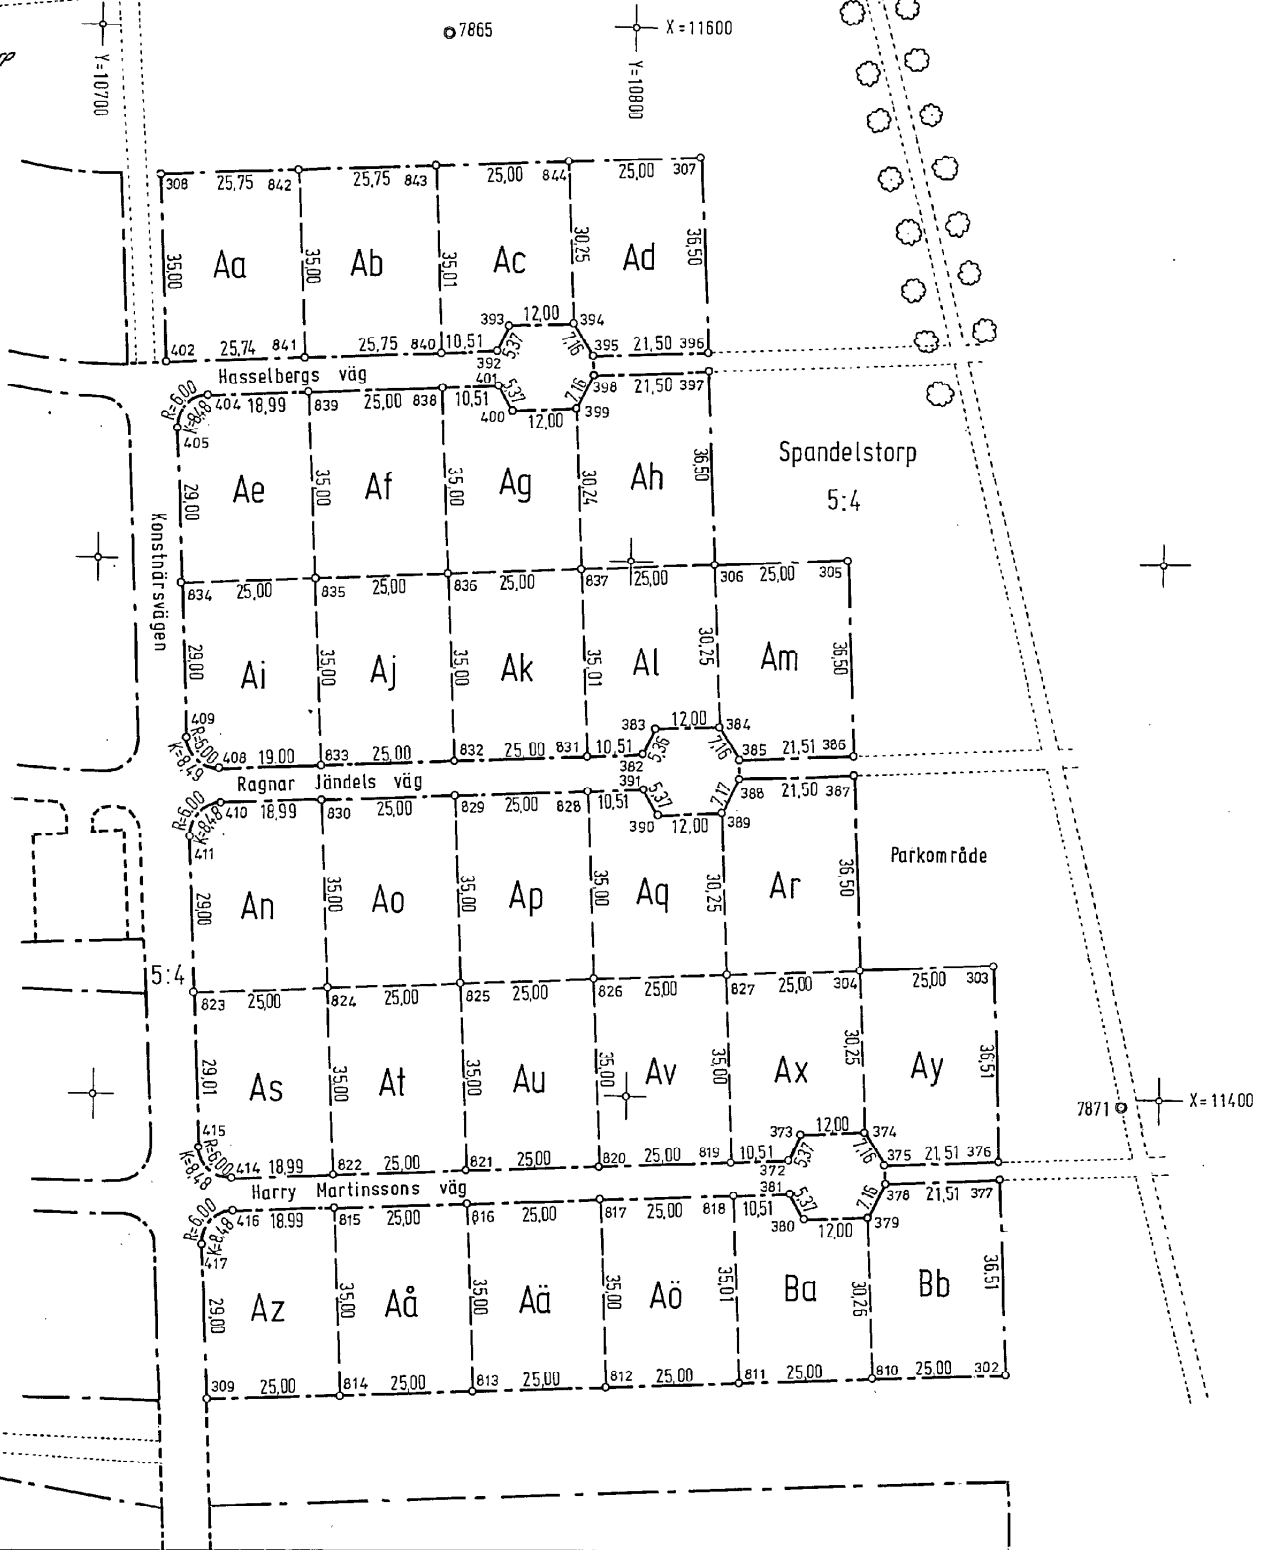 7865
X=11600
Y=10700
Y=10800
308 25,75 842 25,75 843 25,00 844 25,00 307
35,00 Aa 35,00 Ab 35,01 Ac 30,25 Ad 36,50
393 12,00 394
402 25,74 841 25,75 840 10,51 392 5,37 7,16 395 21,50 396
Hasselbergs väg
R=6,00 K=8,48 404 18,99 839 25,00 838 10,51 401 5,37 400 12,00 399 7,16 398 21,50 397
405
29,00 Ae 35,00 Af 35,00 Ag 30,24 Ah 36,50
Spandelstorp
5:4
Konstnärsvägen
834 25,00 835 25,00 836 25,00 837 25,00 306 25,00 305
29,00 Ai 35,00 Aj 35,00 Ak 35,01 Al 30,25 Am 36,50
409
383 12,00 384
R=6,00 K=8,49 408 19,00 833 25,00 832 25,00 831 10,51 382 5,36 7,16 385 21,51 386
Ragnar Jändels väg
R=6,00 K=8,48 410 18,99 830 25,00 829 25,00 828 10,51 391 5,37 390 12,00 389 7,17 388 21,50 387
411
Parkområde
29,00 An 35,00 Ao 35,00 Ap 35,00 Aq 30,25 Ar 36,50
5:4
823 25,00 824 25,00 825 25,00 826 25,00 827 25,00 304 25,00 303
29,01 As 35,00 At 35,00 Au 35,00 Av 35,00 Ax 30,25 Ay 36,51
7871
X=11400
415
373 12,00 374
R=6,00 K=8,48 414 18,99 822 25,00 821 25,00 820 25,00 819 10,51 372 5,37 7,16 375 21,51 376
Harry Martinssons väg
R=6,00 K=8,48 416 18,99 815 25,00 816 25,00 817 25,00 818 10,51 381 5,37 380 12,00 379 7,16 378 21,51 377
417
29,00 Az 35,00 Aå 35,00 Aä 35,00 Aö 35,01 Ba 30,26 Bb 36,51
309 25,00 814 25,00 813 25,00 812 25,00 811 25,00 810 25,00 302